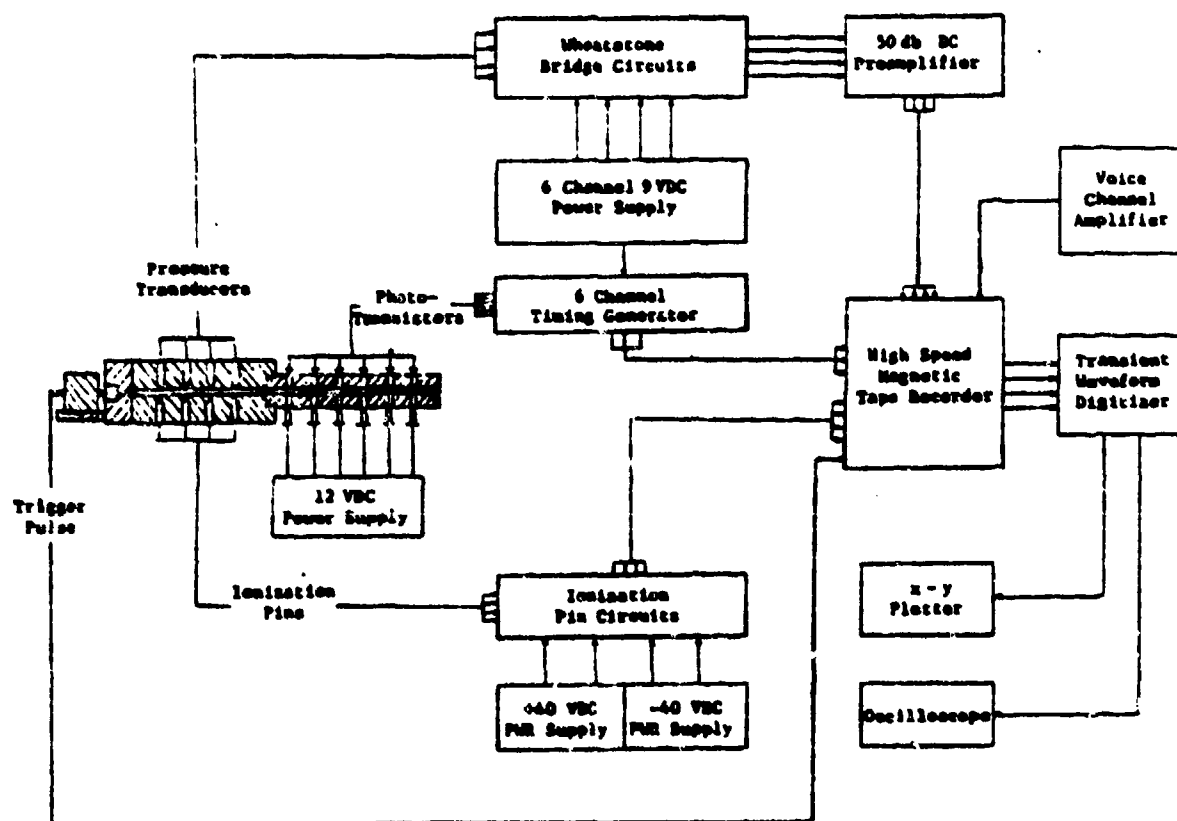 Wheatstone
Bridge Circuits
50 db DC
Preamplifier
6 Channel 9 VDC
Power Supply
Voice
Channel
Amplifier
Pressure
Transducers
Photo-
Transistors
6 Channel
Timing Generator
High Speed
Magnetic
Tape Recorder
Transient
Waveform
Digitizer
12 VDC
Power Supply
Trigger
Pulse
Ionization
Pins
Ionization
Pin Circuits
x - y
Plotter
+60 VDC
PWR Supply
-40 VDC
PWR Supply
Oscilloscope